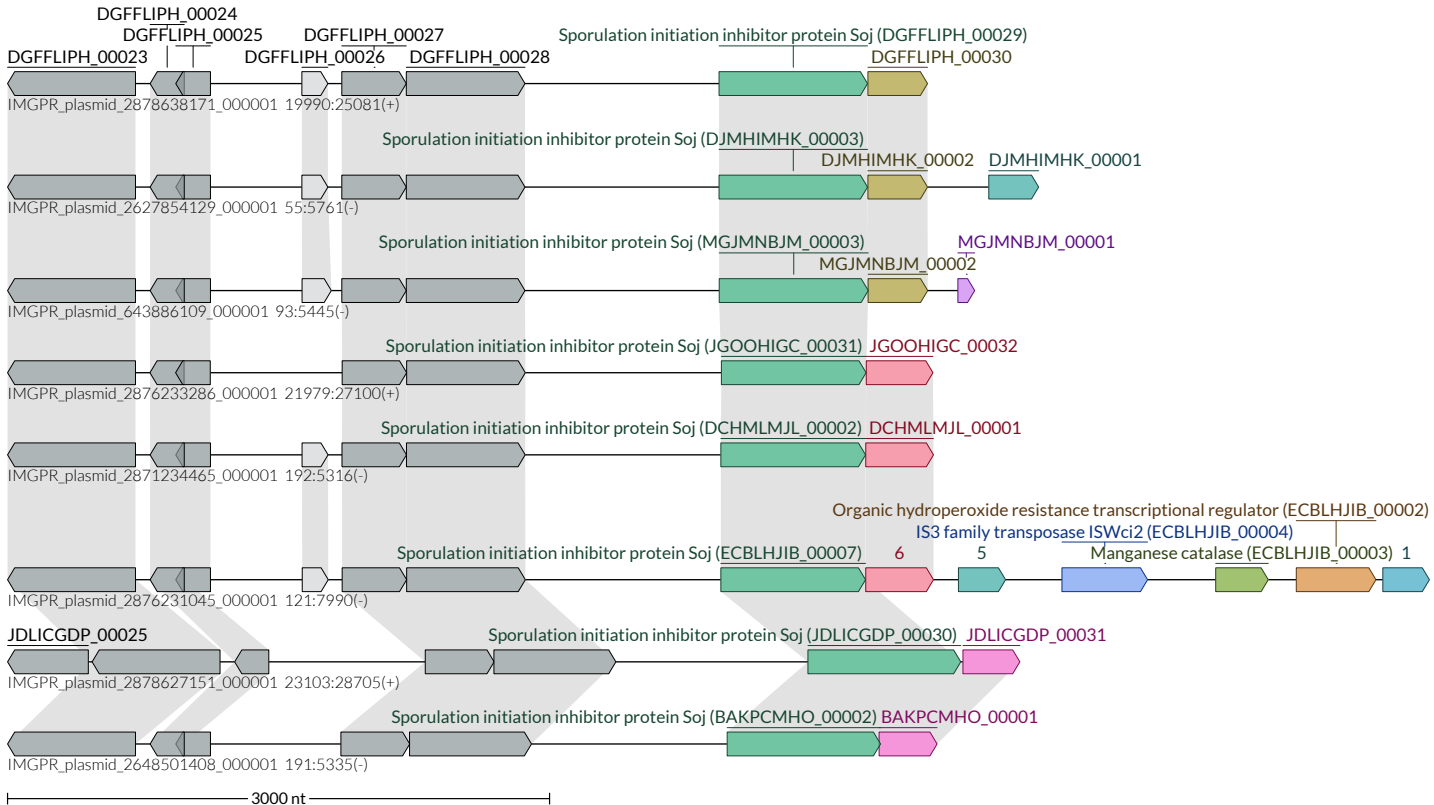 DGFFLIPH_00024
DGFFLIPH_00025 DGFFLIPH_00027 Sporulation initiation inhibitor protein Soj (DGFFLIPH_00029)
DGFFLIPH_00023 DGFFLIPH_00026 DGFFLIPH_00028 DGFFLIPH_00030
IMGPR_plasmid_2878638171_000001 19990:25081(+)
Sporulation initiation inhibitor protein Soj (DJMHIMHK_00003)
DJMHIMHK_00002 DJMHIMHK_00001
IMGPR_plasmid_2627854129_000001 55:5761(-)
Sporulation initiation inhibitor protein Soj (MGJMNBJM_00003) MGJMNBJM_00001
MGJMNBJM_00002
IMGPR_plasmid_643886109_000001 93:5445(-)
Sporulation initiation inhibitor protein Soj (JGOOHIGC_00031) JGOOHIGC_00032
IMGPR_plasmid_2876233286_000001 21979:27100(+)
Sporulation initiation inhibitor protein Soj (DCHMLMJL_00002) DCHMLMJL_00001
IMGPR_plasmid_2871234465_000001 192:5316(-)
Organic hydroperoxide resistance transcriptional regulator (ECBLHJIB_00002)
IS3 family transposase ISWci2 (ECBLHJIB_00004)
Sporulation initiation inhibitor protein Soj (ECBLHJIB_00007) 6 5 Manganese catalase (ECBLHJIB_00003) 1
IMGPR_plasmid_2876231045_000001 121:7990(-)
JDLICGDP_00025 Sporulation initiation inhibitor protein Soj (JDLICGDP_00030) JDLICGDP_00031
IMGPR_plasmid_2878627151_000001 23103:28705(+)
Sporulation initiation inhibitor protein Soj (BAKPCMHO_00002) BAKPCMHO_00001
IMGPR_plasmid_2648501408_000001 191:5335(-)
3000 nt